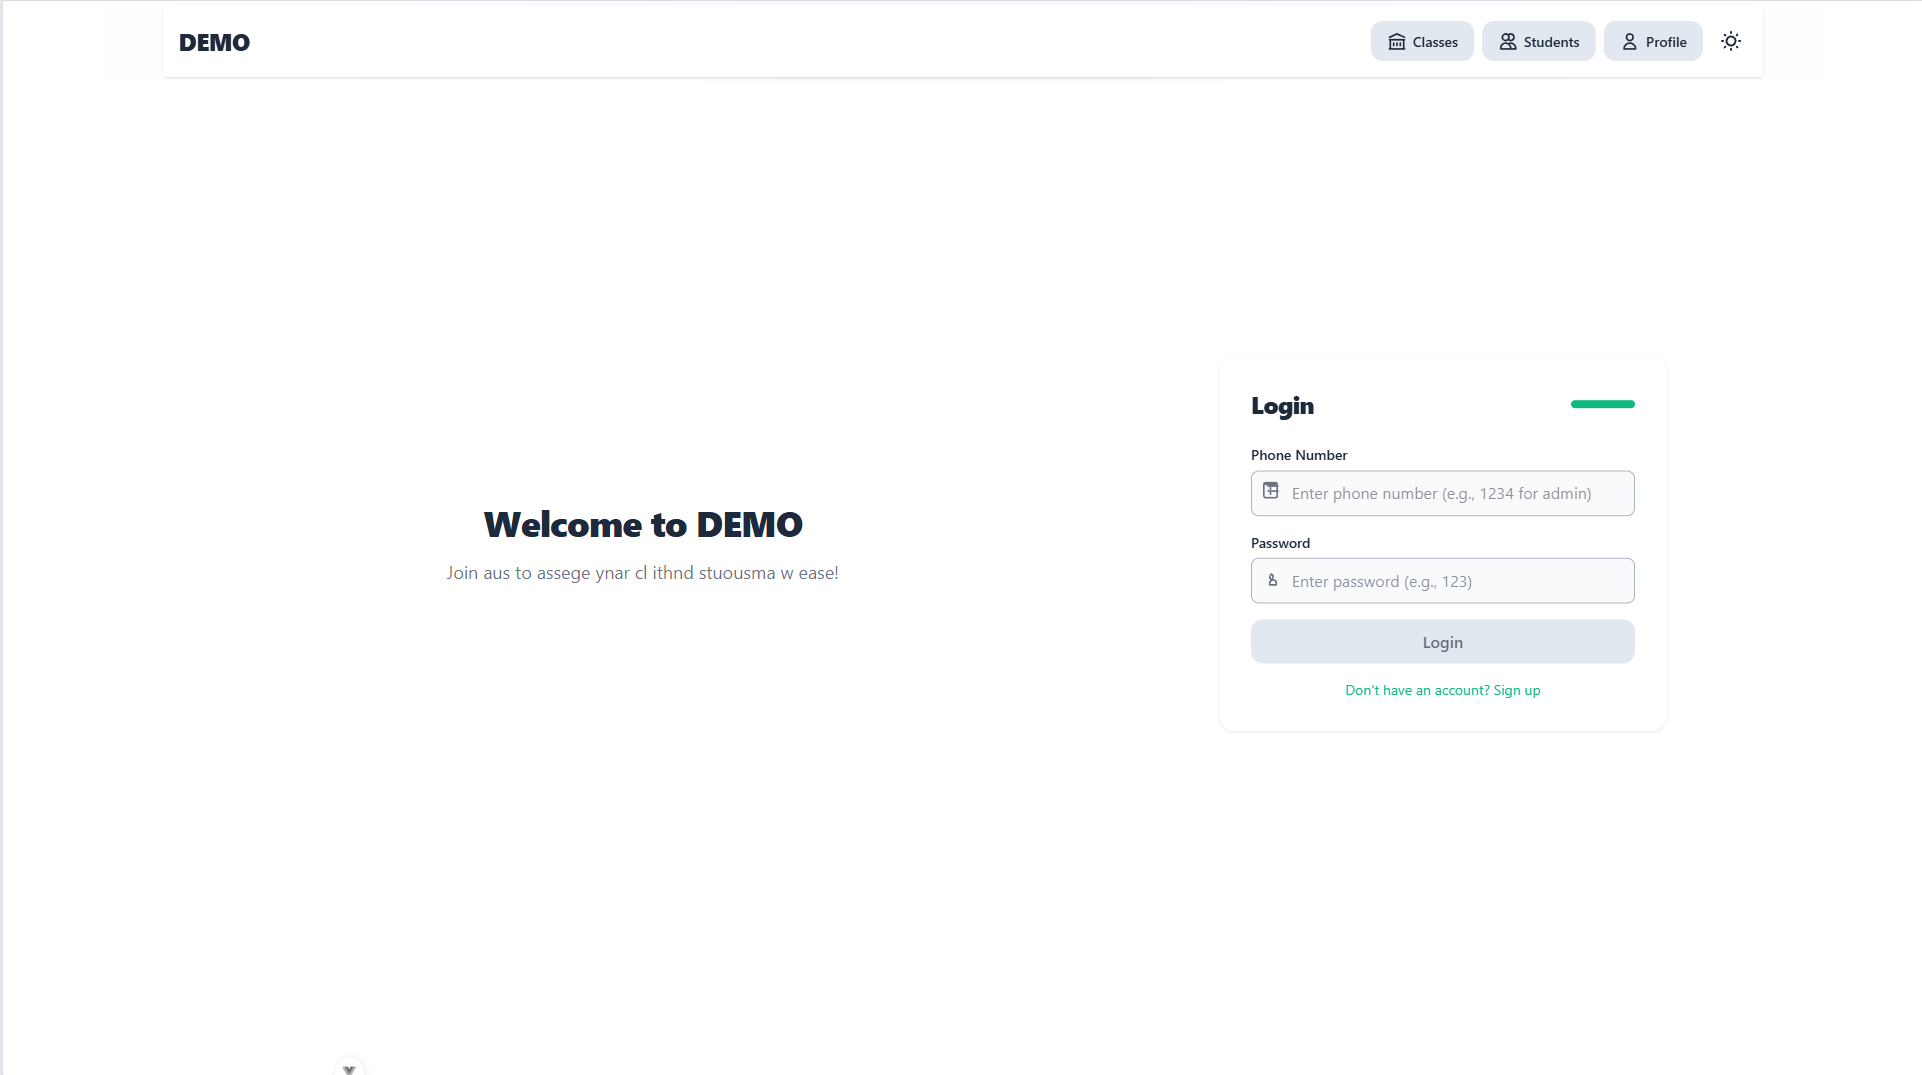 DEMO
Classes
Students
Profile
Welcome to DEMO
Join aus to assege ynar cl ithnd stuousma w ease!
Login
Phone Number
Enter phone number (e.g., 1234 for admin)
Password
Enter password (e.g., 123)
Login
Don't have an account? Sign up